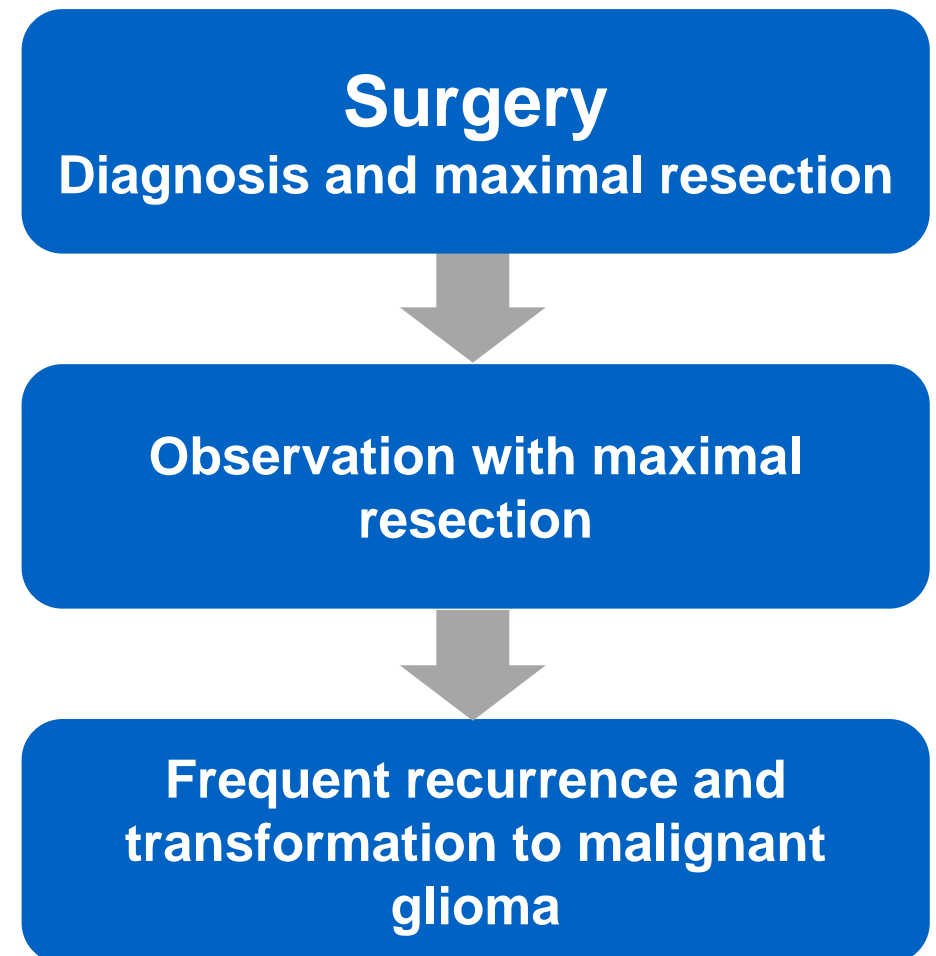 Surgery
Diagnosis and maximal resection
Observation with maximal
resection
Frequent recurrence and
transformation to malignant
glioma